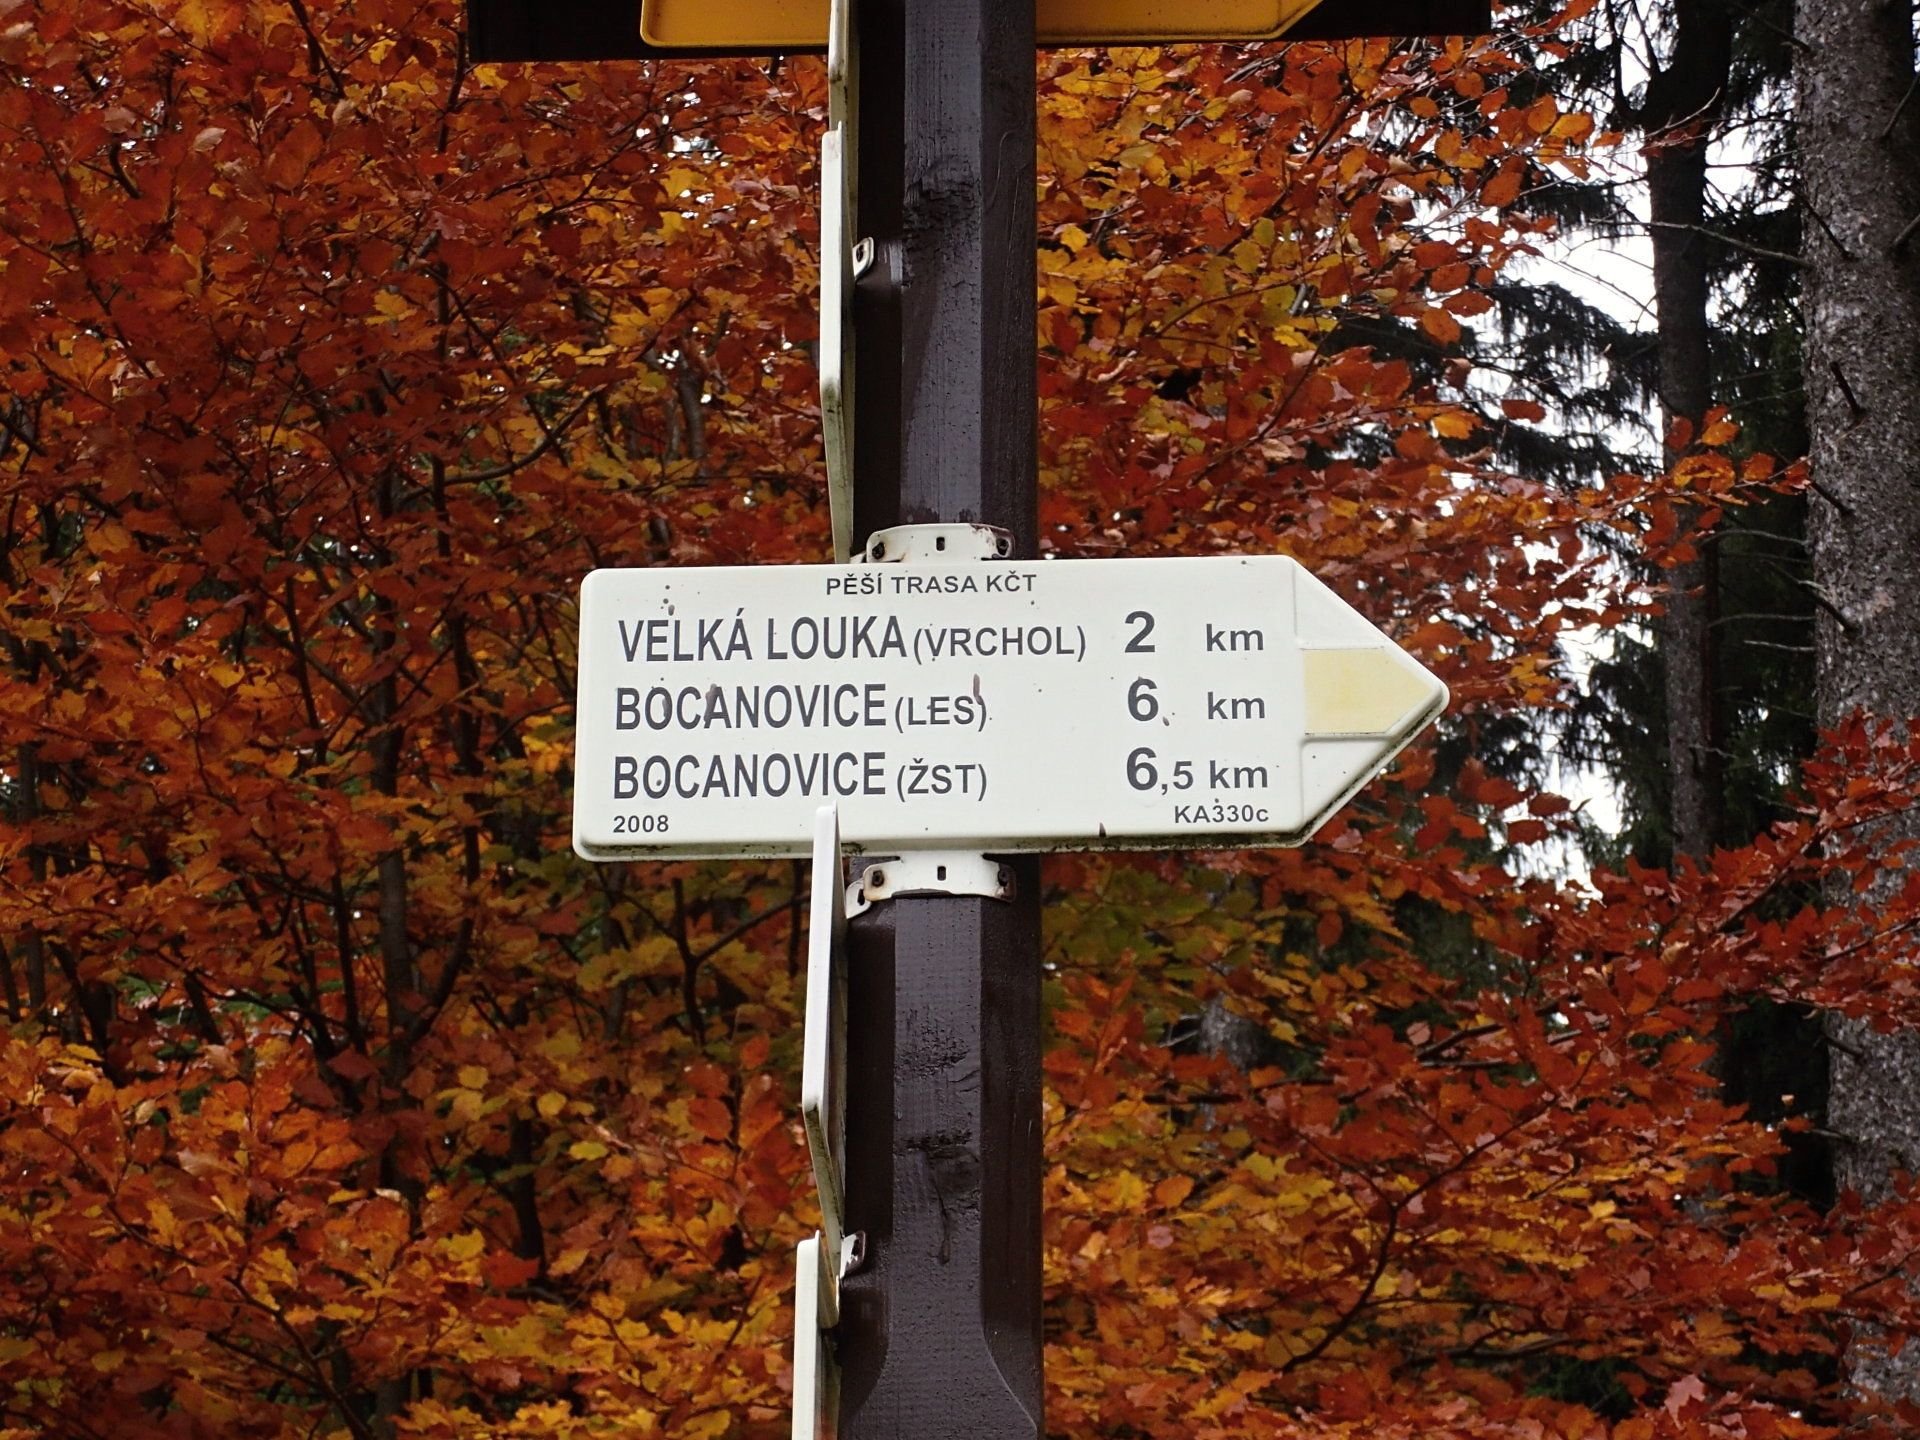 PĚŠÍ TRASA KČT
VELKÁ LOUKA (VRCHOL) 2 km
BOCANOVICE (LES) 6 km
BOCANOVICE (ŽST) 6,5 km
2008 KA330c